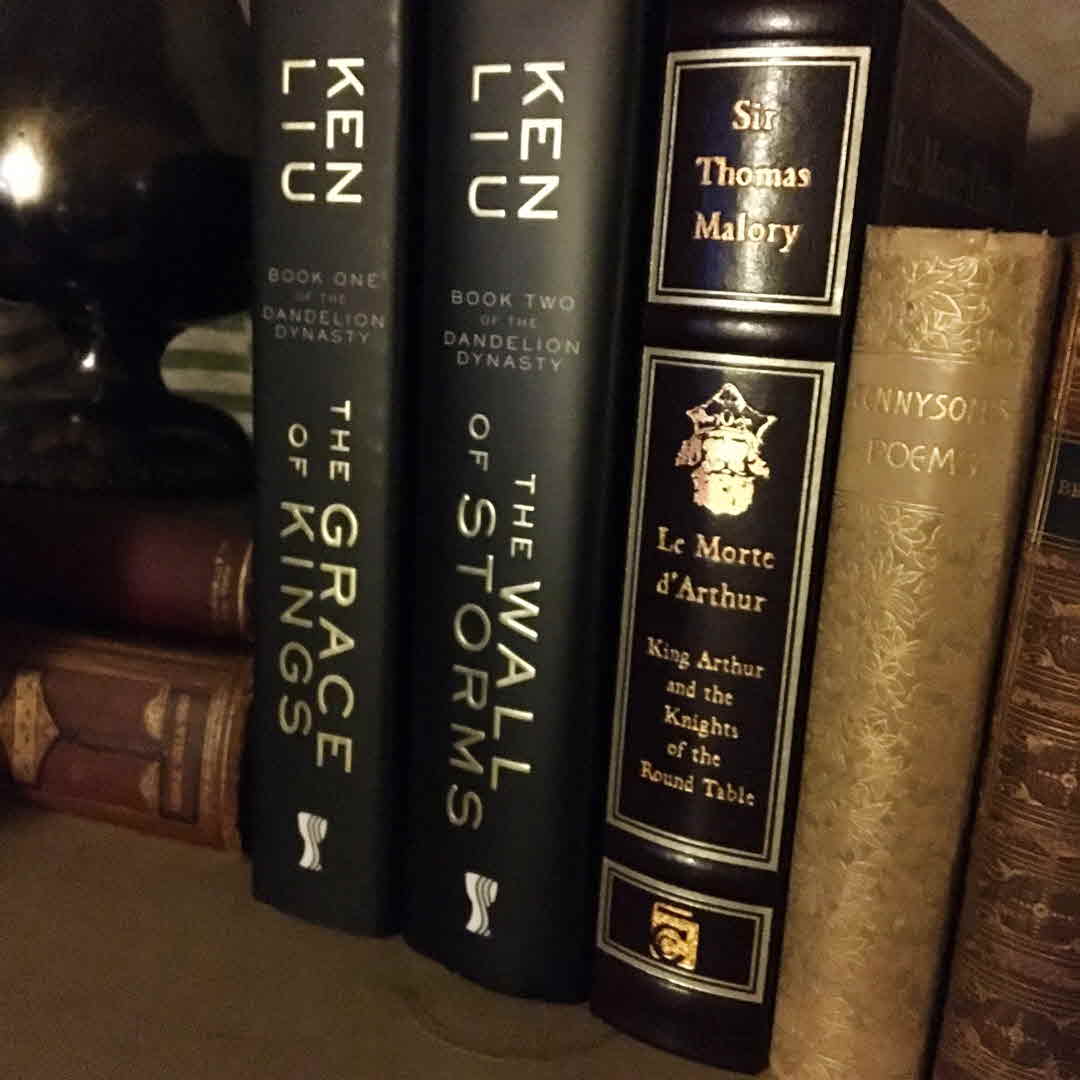 KEN
LIU
BOOK ONE
OF THE
DANDELION
DYNASTY
THE GRACE
OF KINGS
KEN
LIU
BOOK TWO
OF THE
DANDELION
DYNASTY
THE WALL
OF STORMS
Sir
Thomas
Malory
Le Morte
d'Arthur
King Arthur
and the
Knights
of the
Round Table
TENNYSON'S
POEMS